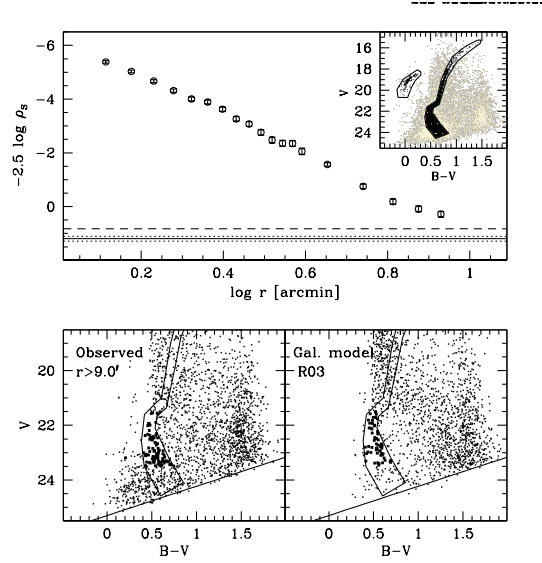 −6
−4
−2
0
−2.5 log ρs
0.2 0.4 0.6 0.8 1
log r [arcmin]
16
18
20
22
24
V
0 0.5 1 1.5
B−V
Observed
r>9.0'
Gal. model
R03
20
22
24
V
0 0.5 1 1.5
B−V
0 0.5 1 1.5
B−V